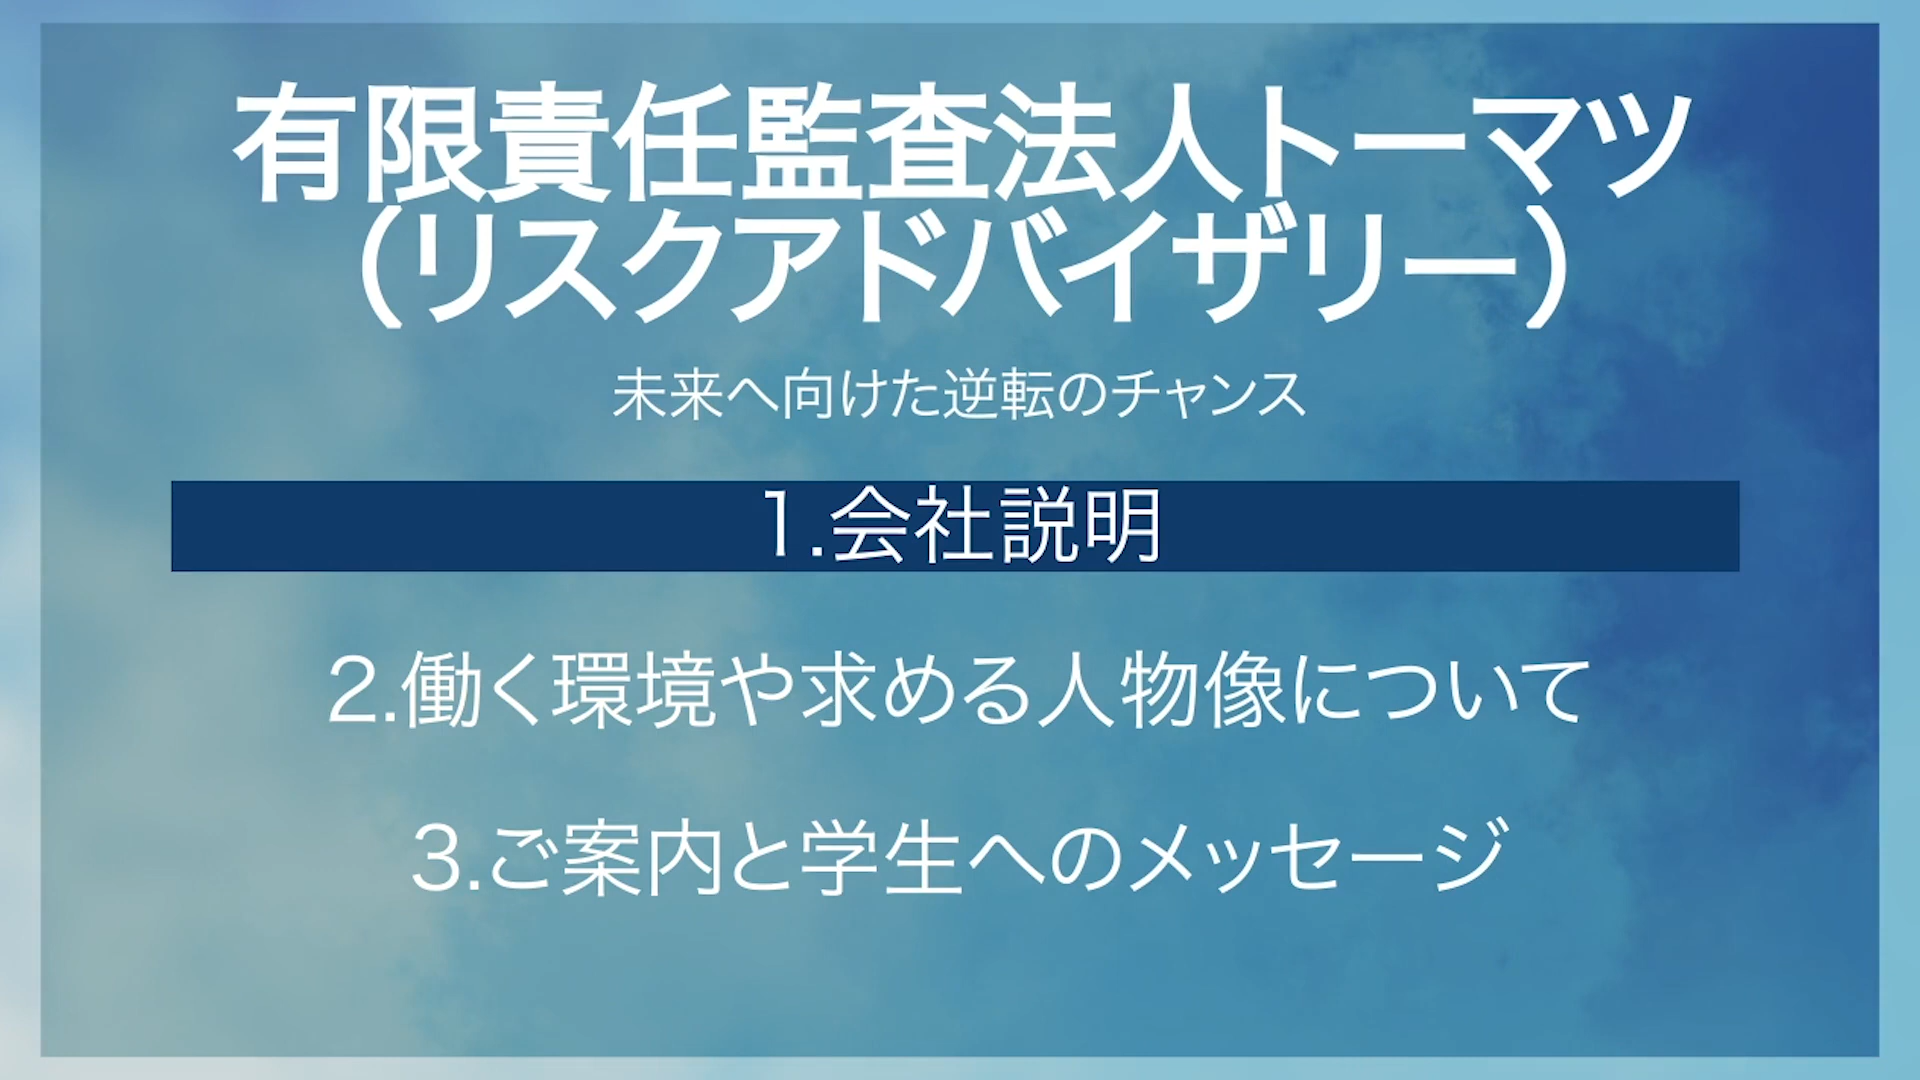 有限責任監査法人トーマツ
(リスクアドバイザリー)
未来へ向けた逆転のチャンス
1.会社説明
2.働く環境や求める人物像について
3.ご案内と学生へのメッセージ